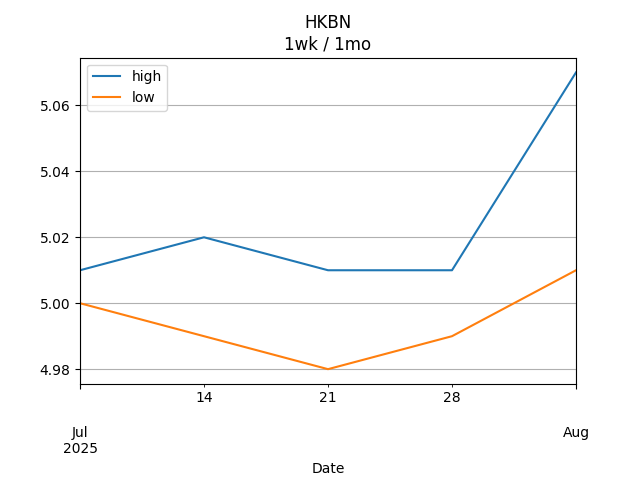 HKBN
1wk / 1mo
high
low
5.06
5.04
5.02
5.00
4.98
14
21
28
Jul
2025
Aug
Date